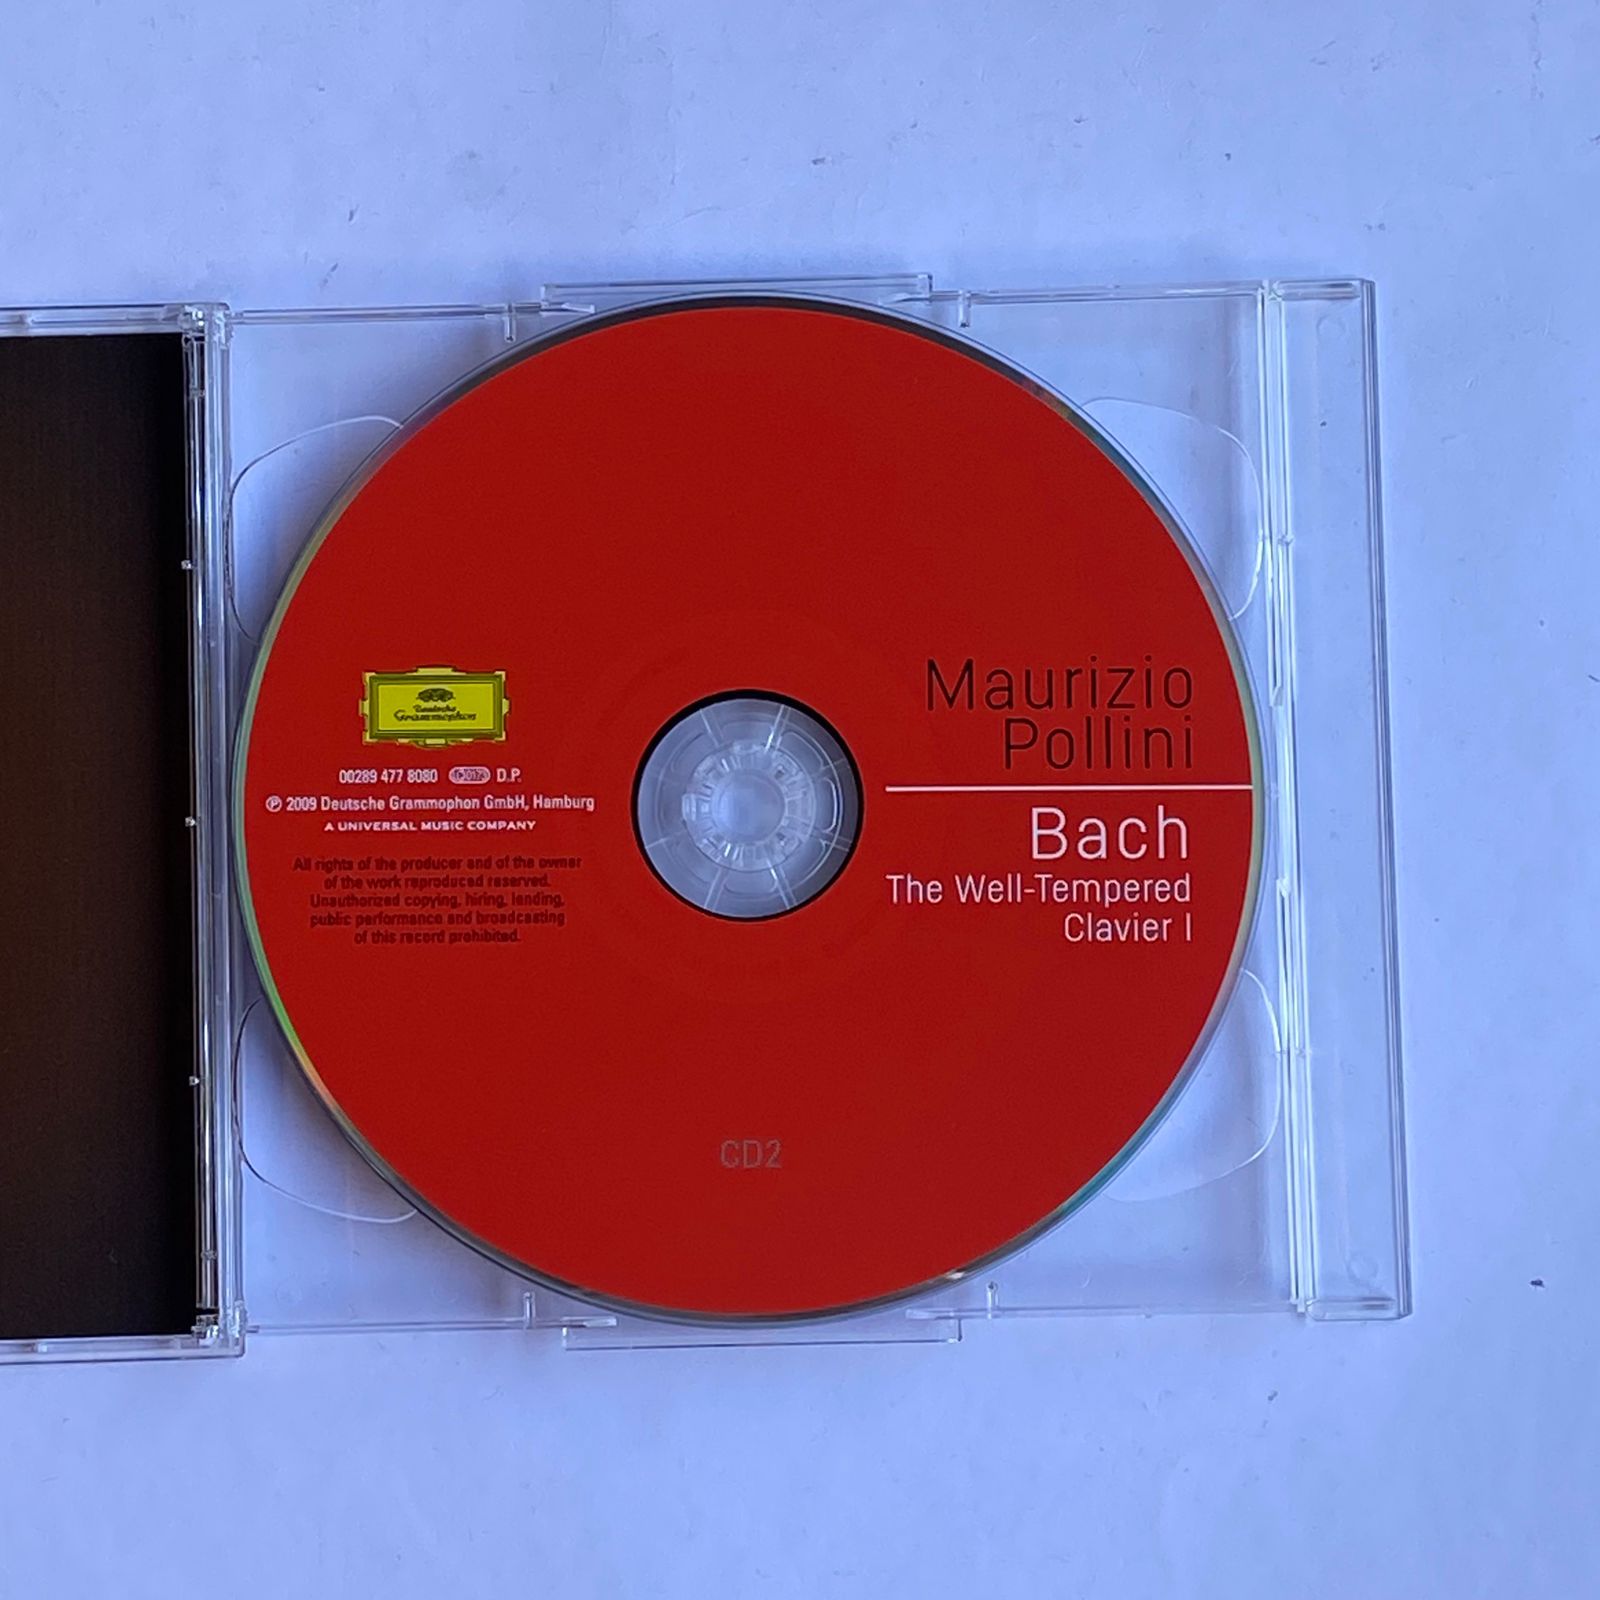 Deutsche
Grammophon
00289 477 8080 LC 0173 D.P.
℗ 2009 Deutsche Grammophon GmbH, Hamburg
A UNIVERSAL MUSIC COMPANY
All rights of the producer and of the owner
of the work reproduced reserved.
Unauthorized copying, hiring, lending,
public performance and broadcasting
of this record prohibited.
Maurizio
Pollini
Bach
The Well-Tempered
Clavier I
CD2